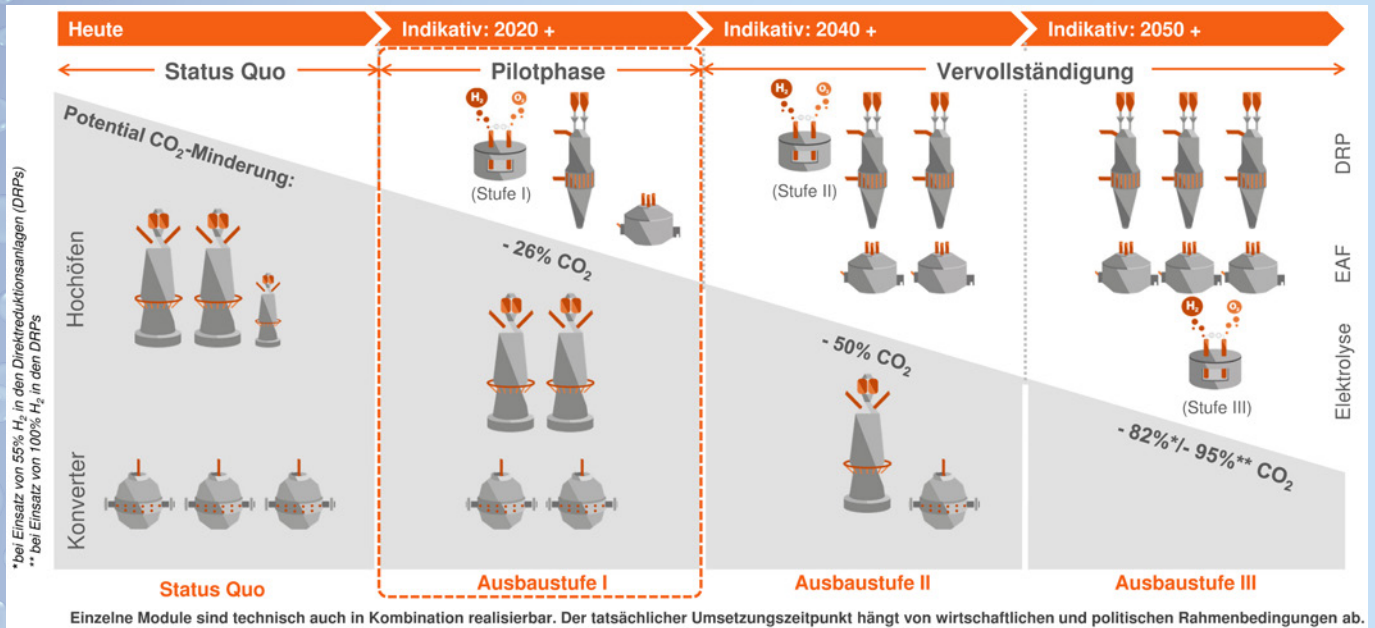 Heute
Indikativ: 2020 +
Indikativ: 2040 +
Indikativ: 2050 +
Status Quo
Pilotphase
Vervollständigung
Potential CO₂-Minderung:
H₂
O₂
(Stufe I)
H₂
O₂
(Stufe II)
DRP
- 26% CO₂
EAF
Hochöfen
- 50% CO₂
H₂
O₂
(Stufe III)
Elektrolyse
- 82%*/- 95%** CO₂
Konverter
*bei Einsatz von 55% H₂ in den Direktreduktionsanlagen (DRPs)
** bei Einsatz von 100% H₂ in den DRPs
Status Quo
Ausbaustufe I
Ausbaustufe II
Ausbaustufe III
Einzelne Module sind technisch auch in Kombination realisierbar. Der tatsächlicher Umsetzungszeitpunkt hängt von wirtschaftlichen und politischen Rahmenbedingungen ab.